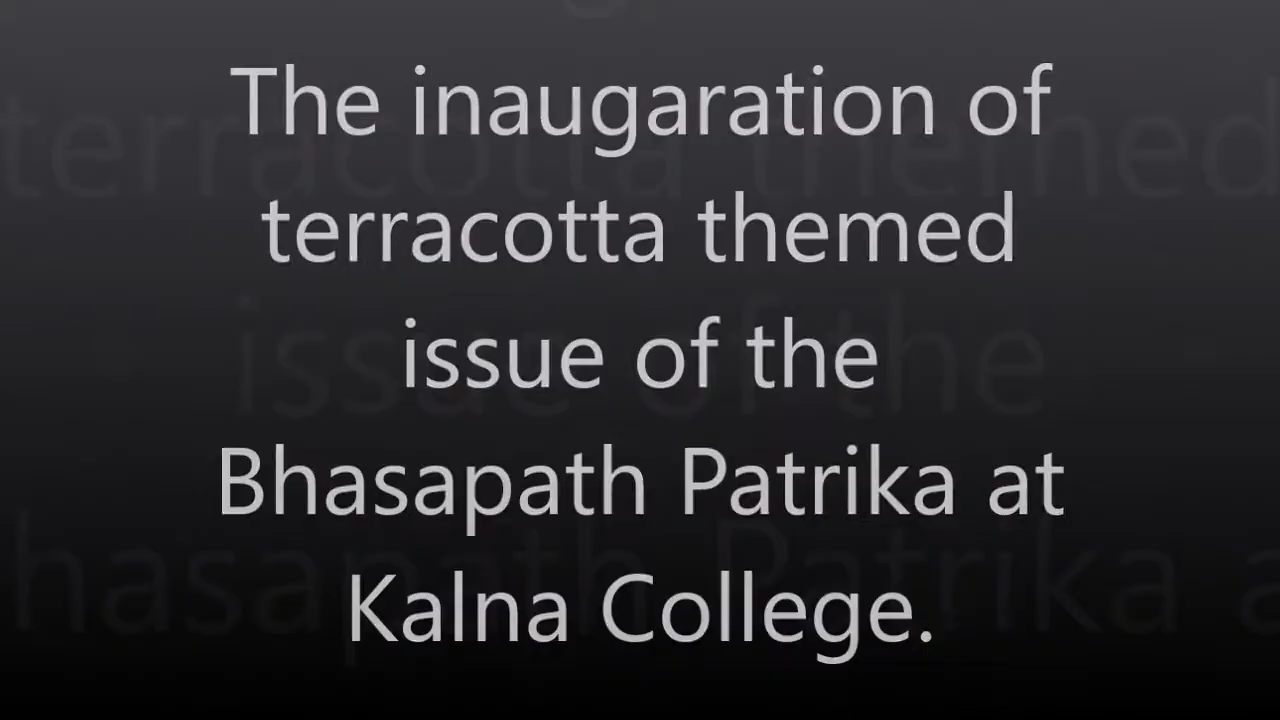 The inaugaration of
terracotta themed
issue of the
Bhasapath Patrika at
Kalna College.